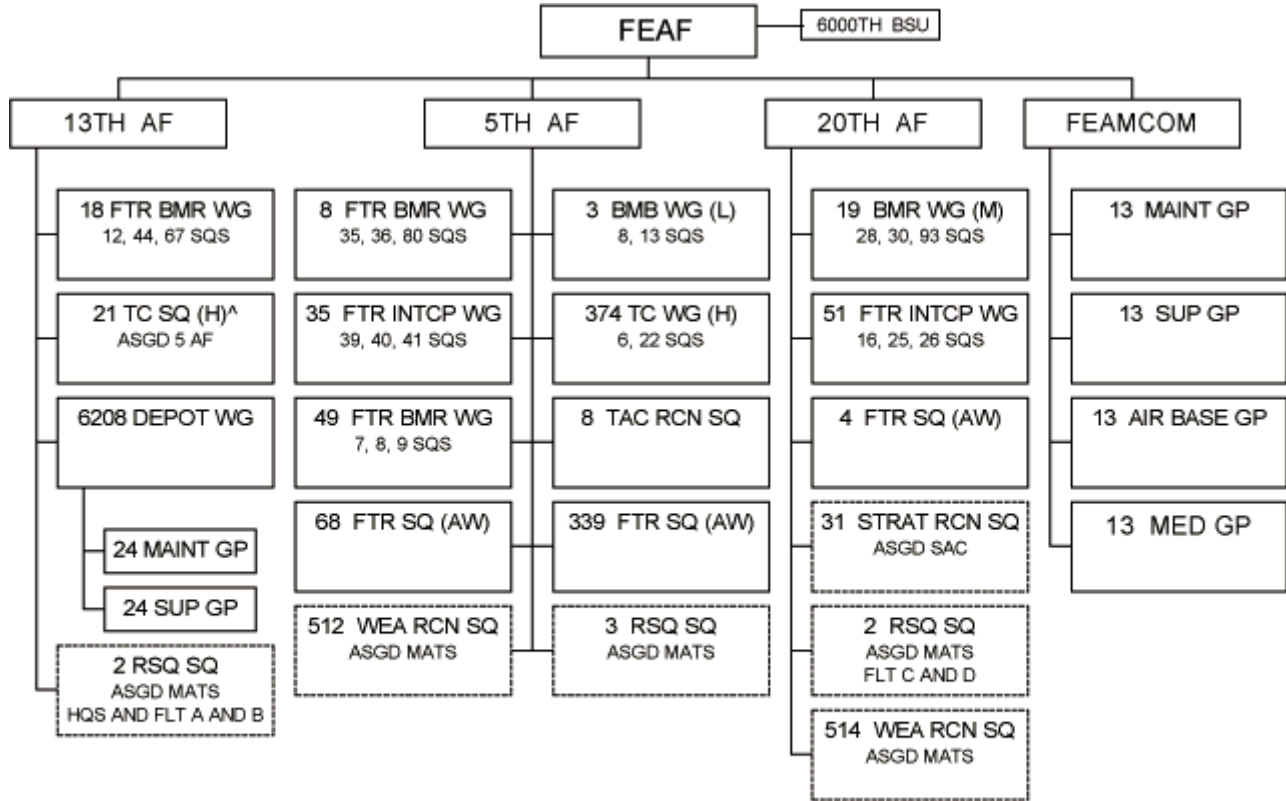 FEAF
6000TH BSU
13TH AF
5TH AF
20TH AF
FEAMCOM
18 FTR BMR WG
12, 44, 67 SQS
21 TC SQ (H)^
ASGD 5 AF
6208 DEPOT WG
24 MAINT GP
24 SUP GP
2 RSQ SQ
ASGD MATS
HQS AND FLT A AND B
8 FTR BMR WG
35, 36, 80 SQS
35 FTR INTCP WG
39, 40, 41 SQS
49 FTR BMR WG
7, 8, 9 SQS
68 FTR SQ (AW)
512 WEA RCN SQ
ASGD MATS
3 BMB WG (L)
8, 13 SQS
374 TC WG (H)
6, 22 SQS
8 TAC RCN SQ
339 FTR SQ (AW)
3 RSQ SQ
ASGD MATS
19 BMR WG (M)
28, 30, 93 SQS
51 FTR INTCP WG
16, 25, 26 SQS
4 FTR SQ (AW)
31 STRAT RCN SQ
ASGD SAC
2 RSQ SQ
ASGD MATS
FLT C AND D
514 WEA RCN SQ
ASGD MATS
13 MAINT GP
13 SUP GP
13 AIR BASE GP
13 MED GP